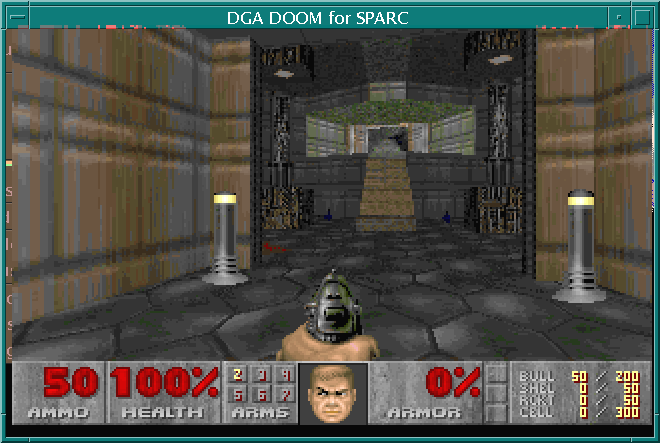 DGA DOOM for SPARC
50 100% 2 3 4 0% BULL 50 / 200
SHEL 0 / 50
5 6 7 RCKT 0 / 50
CELL 0 / 300
AMMO HEALTH ARMS ARMOR